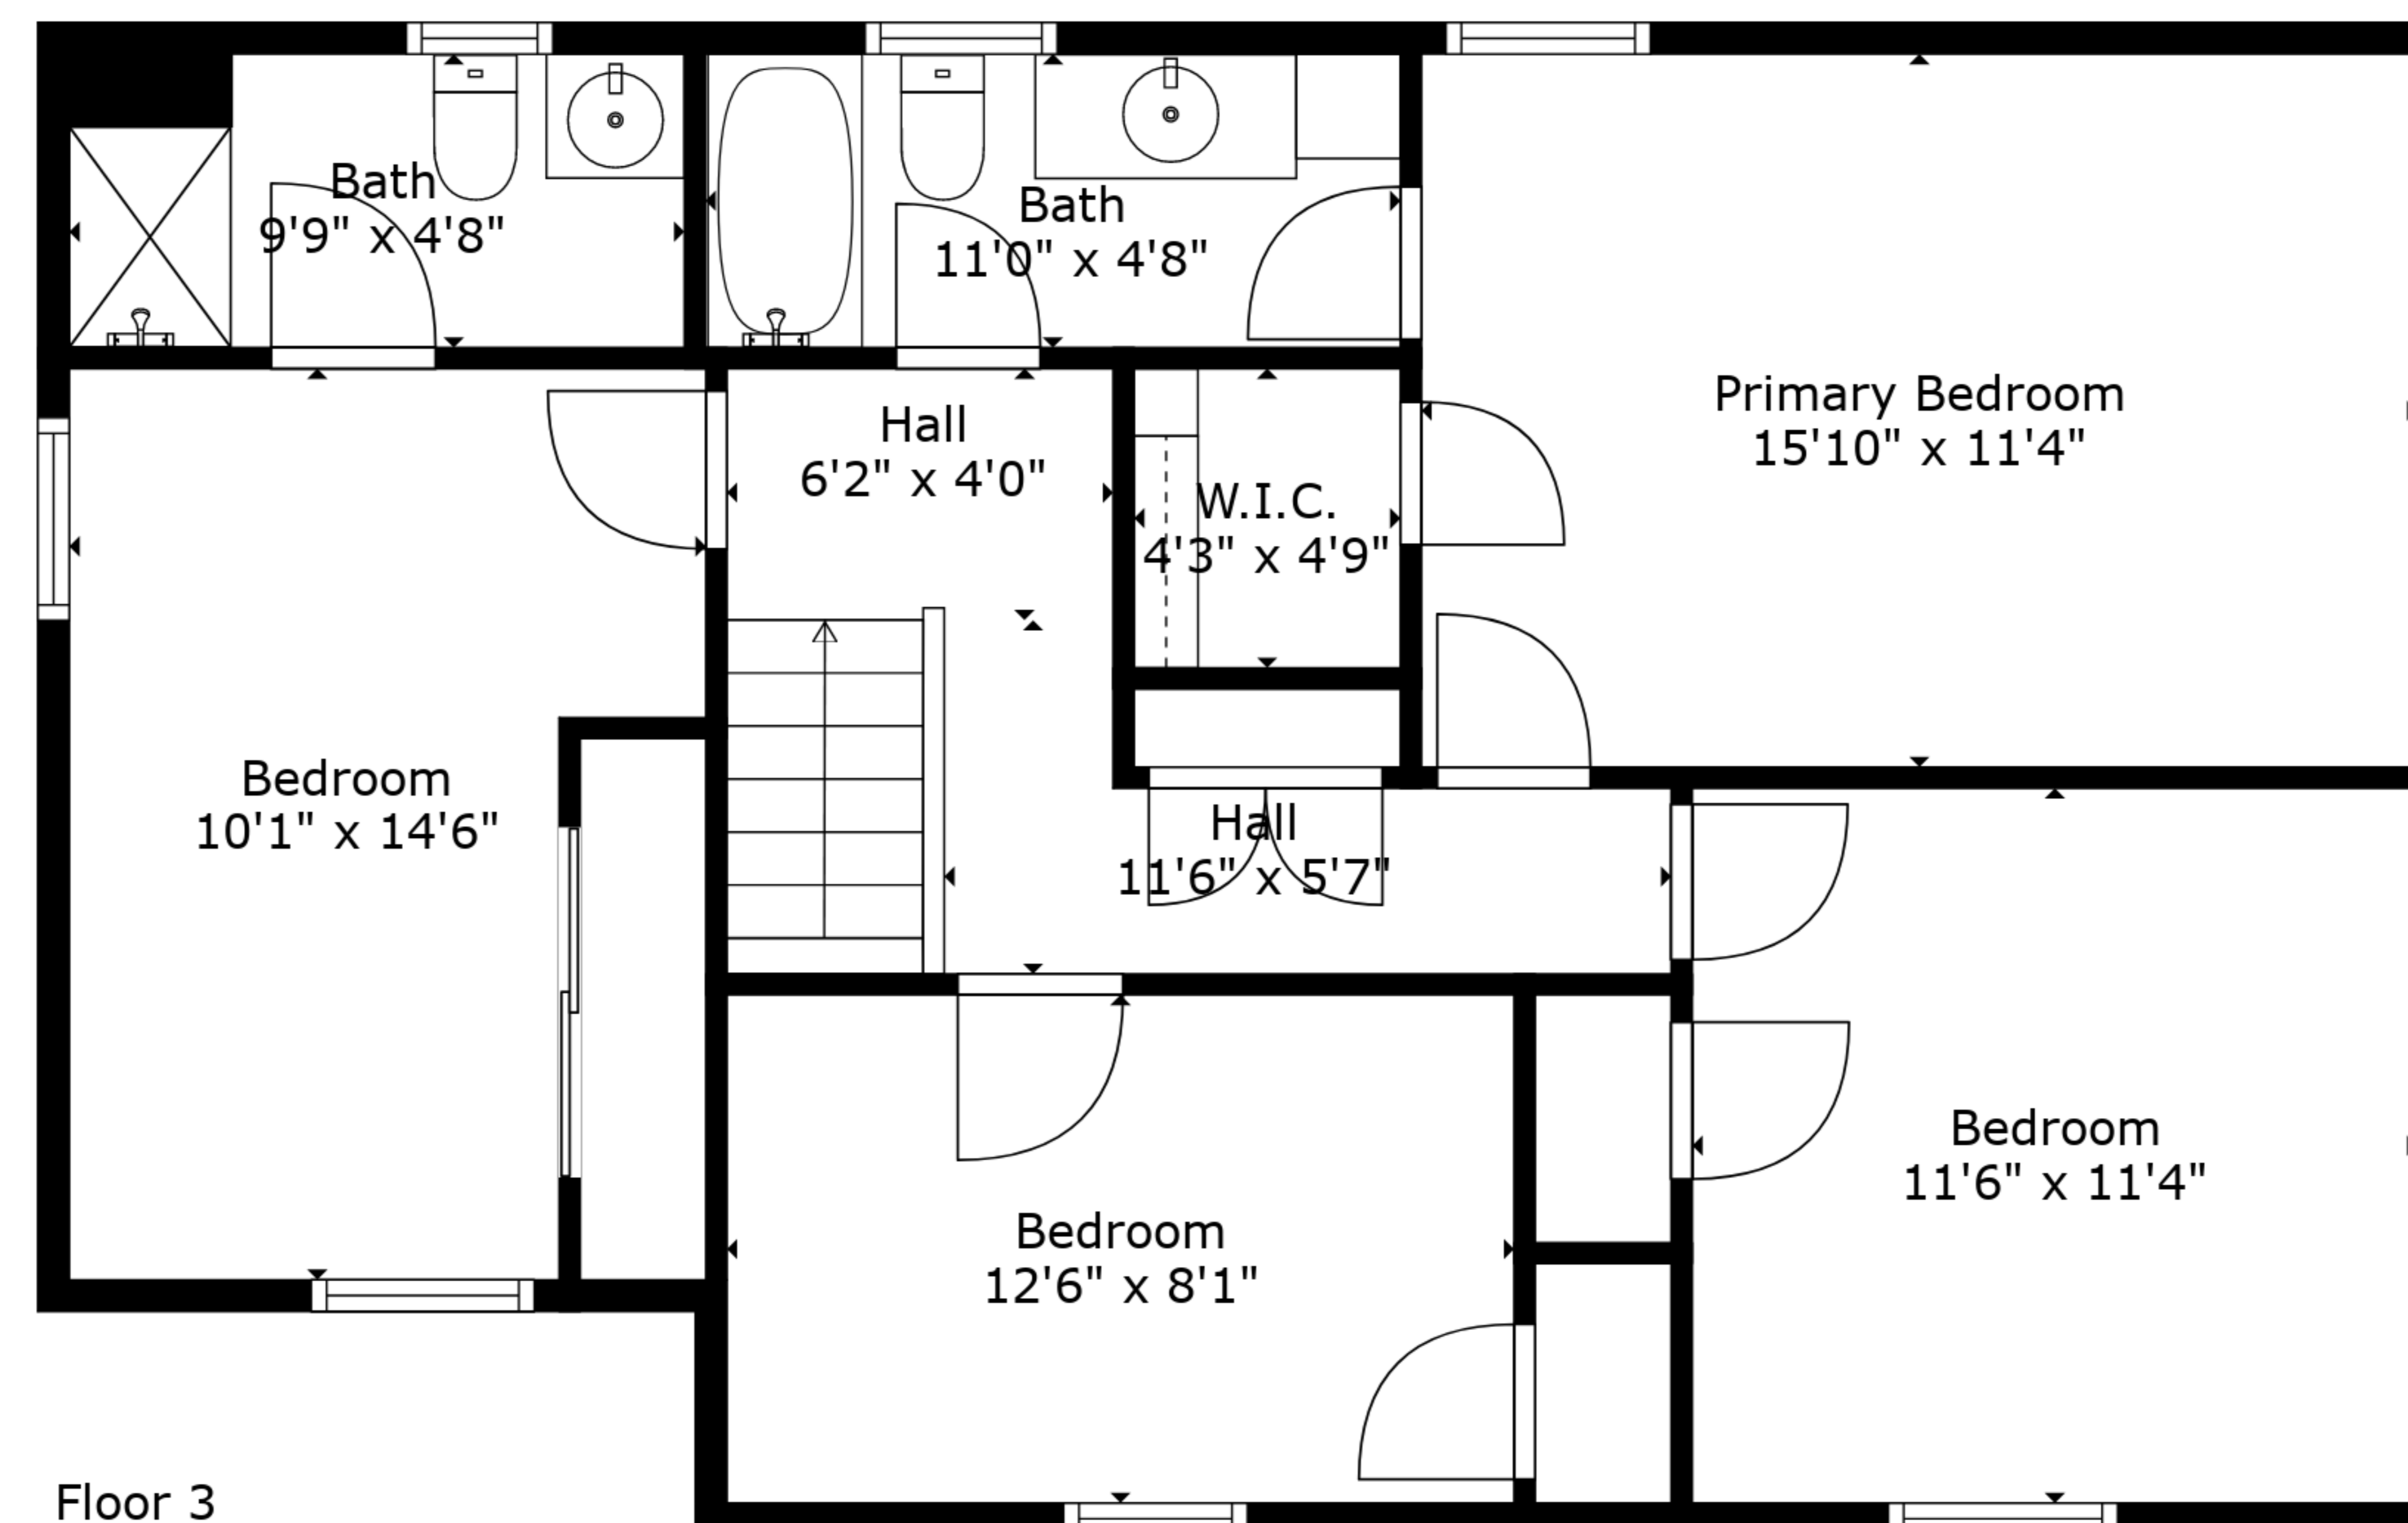 Bath
9'9" x 4'8"
Bath
11'0" x 4'8"
Primary Bedroom
15'10" x 11'4"
Hall
6'2" x 4'0"
W.I.C.
4'3" x 4'9"
Bedroom
10'1" x 14'6"
Hall
11'6" x 5'7"
Bedroom
11'6" x 11'4"
Bedroom
12'6" x 8'1"
Floor 3